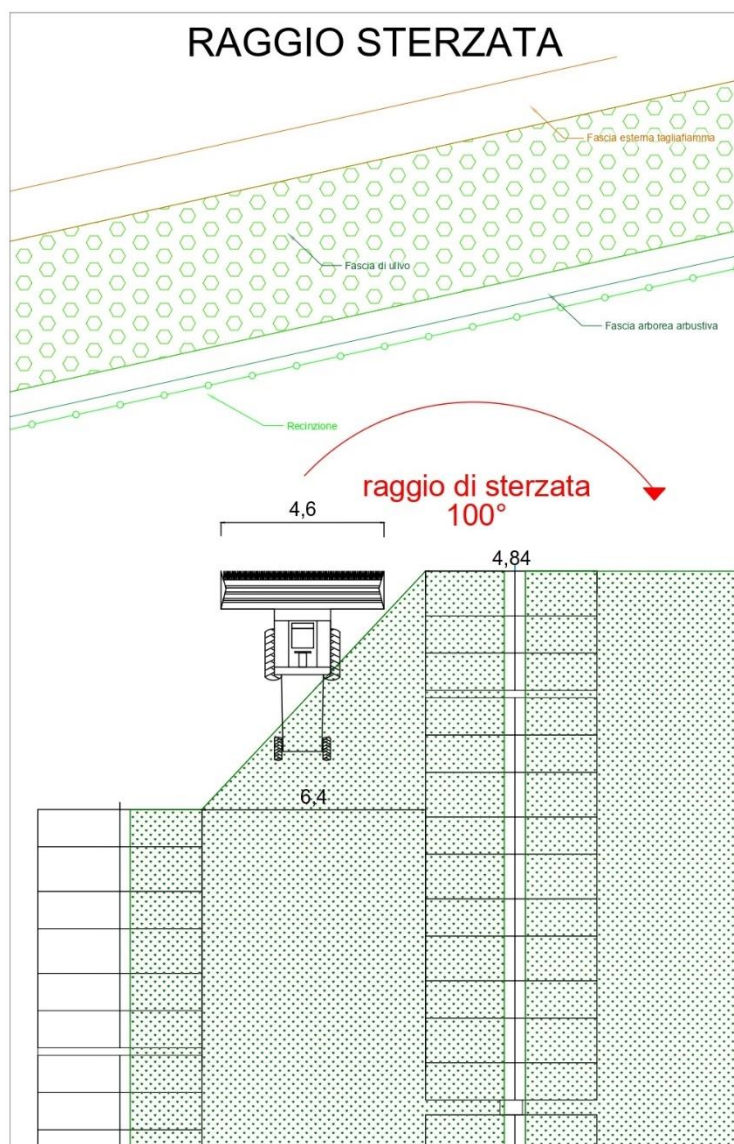 RAGGIO STERZATA
Fascia esterna tagliafiamma
Fascia di ulivo
Fascia arborea arbustiva
Recinzione
raggio di sterzata
100°
4,6
4,84
6,4